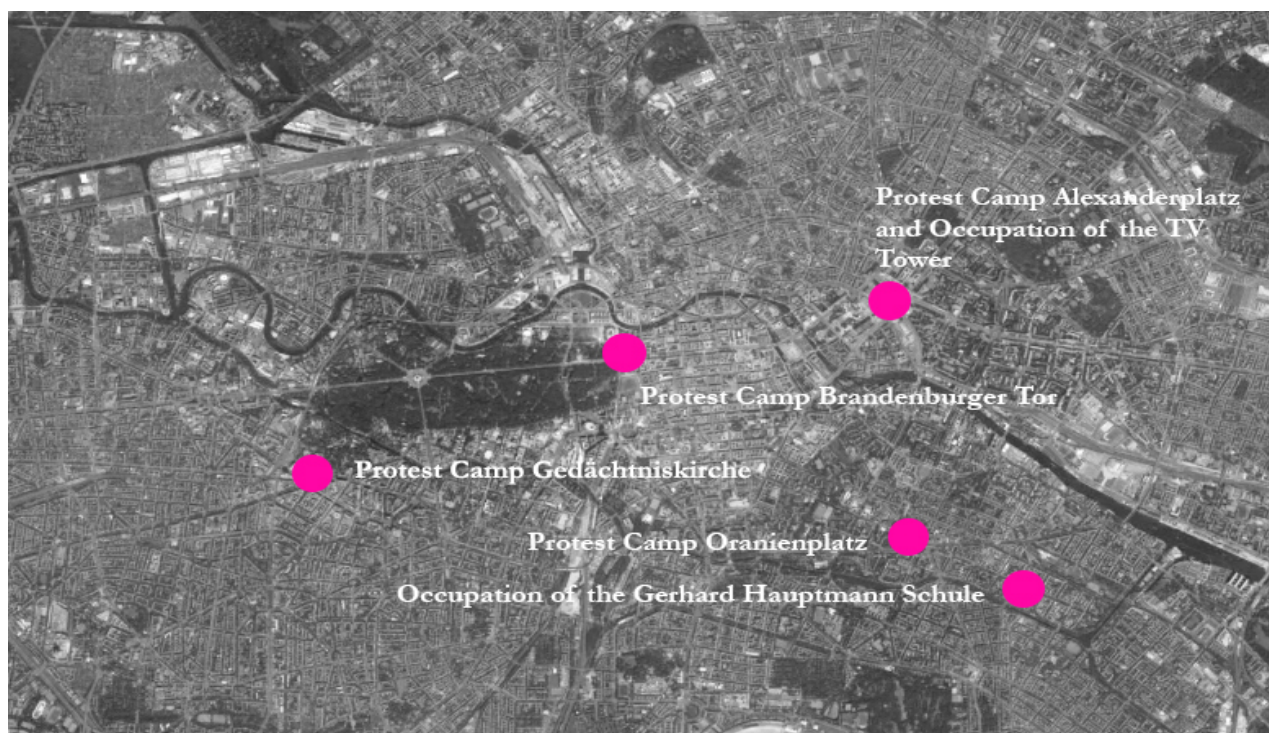 Protest Camp Alexanderplatz
and Occupation of the TV
Tower
Protest Camp Brandenburger Tor
Protest Camp Gedächtniskirche
Protest Camp Oranienplatz
Occupation of the Gerhard Hauptmann Schule